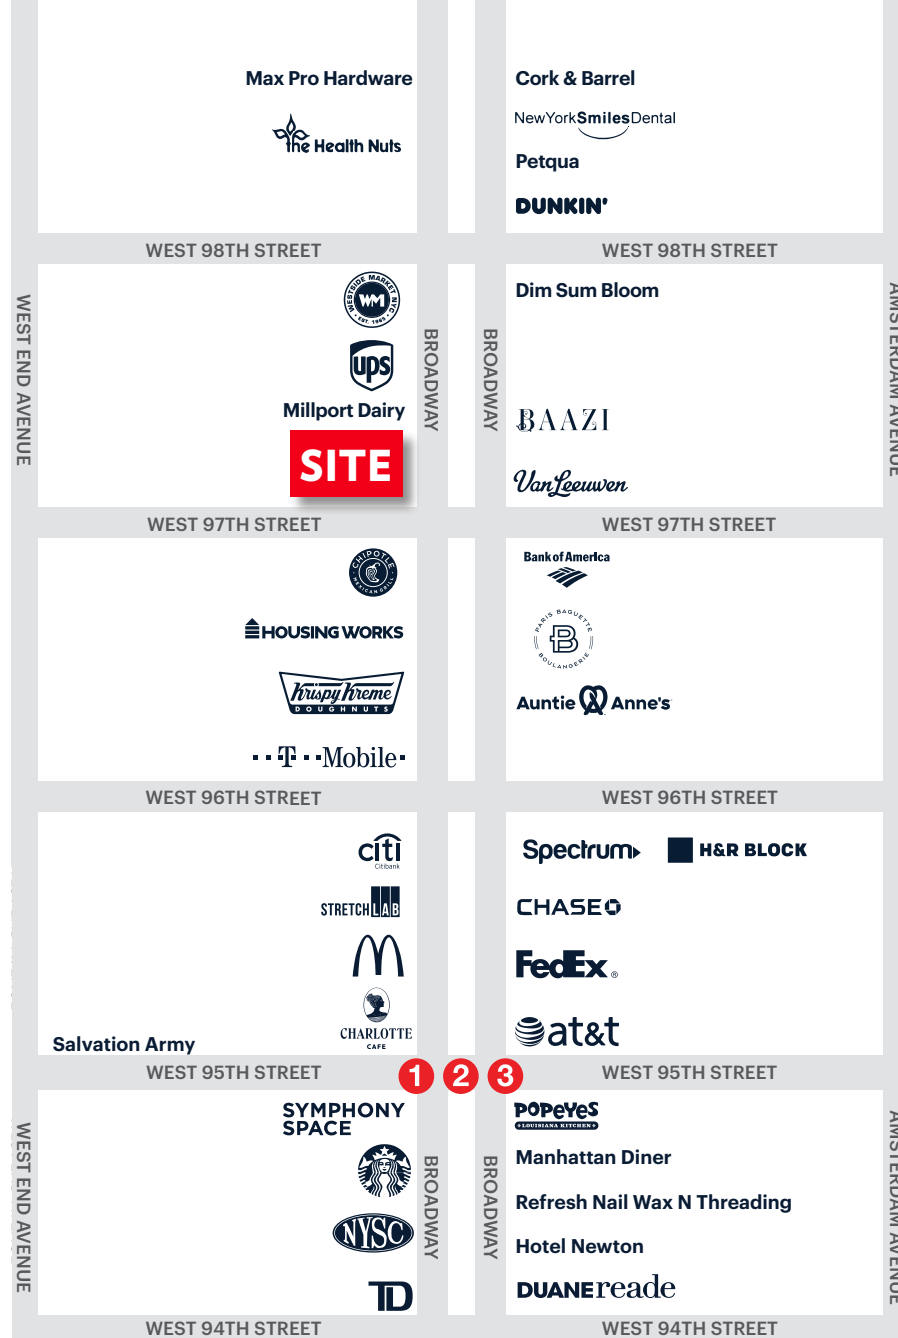 Max Pro Hardware
the Health Nuts
Cork & Barrel
NewYorkSmilesDental
Petqua
DUNKIN'
WEST 98TH STREET
WEST 98TH STREET
WEST END AVENUE
WESTSIDE MARKET NYC
WM
EST. 1965
ups
Millport Dairy
SITE
BROADWAY
BROADWAY
Dim Sum Bloom
BAAZI
Van Leeuwen
AMSTERDAM AVENUE
WEST 97TH STREET
WEST 97TH STREET
CHIPOTLE
MEXICAN GRILL
HOUSING WORKS
Krispy Kreme
DOUGHNUTS
T Mobile
Bank of America
PARIS BAGUETTE
B
BOULANGERIE
Auntie Anne's
WEST 96TH STREET
WEST 96TH STREET
citi
Citibank
STRETCHLAB
CHARLOTTE
CAFE
Salvation Army
Spectrum
H&R BLOCK
CHASE
FedEx®
at&t
WEST 95TH STREET
1 2 3
WEST 95TH STREET
WEST END AVENUE
SYMPHONY
SPACE
NYSC
TD
BROADWAY
BROADWAY
POPEYES
LOUISIANA KITCHEN
Manhattan Diner
Refresh Nail Wax N Threading
Hotel Newton
DUANEreade
AMSTERDAM AVENUE
WEST 94TH STREET
WEST 94TH STREET